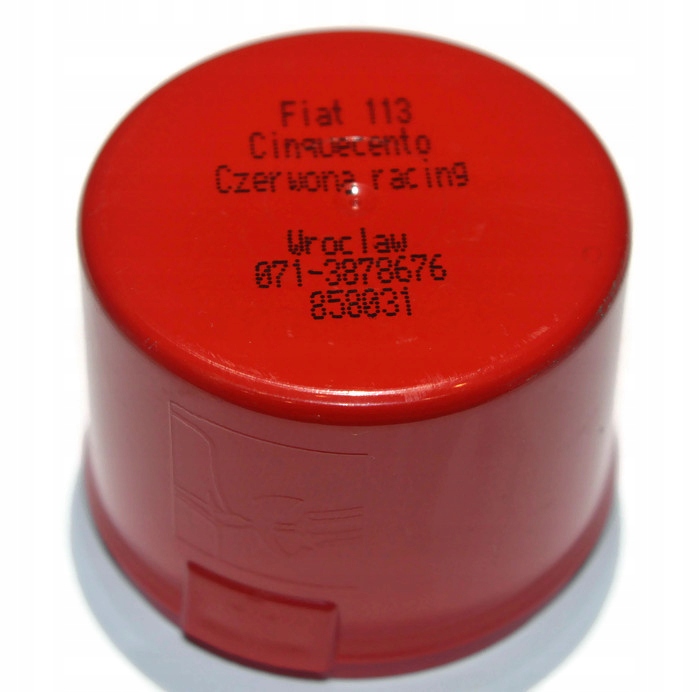 Fiat 113
Cinquecento
Czerwona racing
Wroclaw
071-3878676
858031